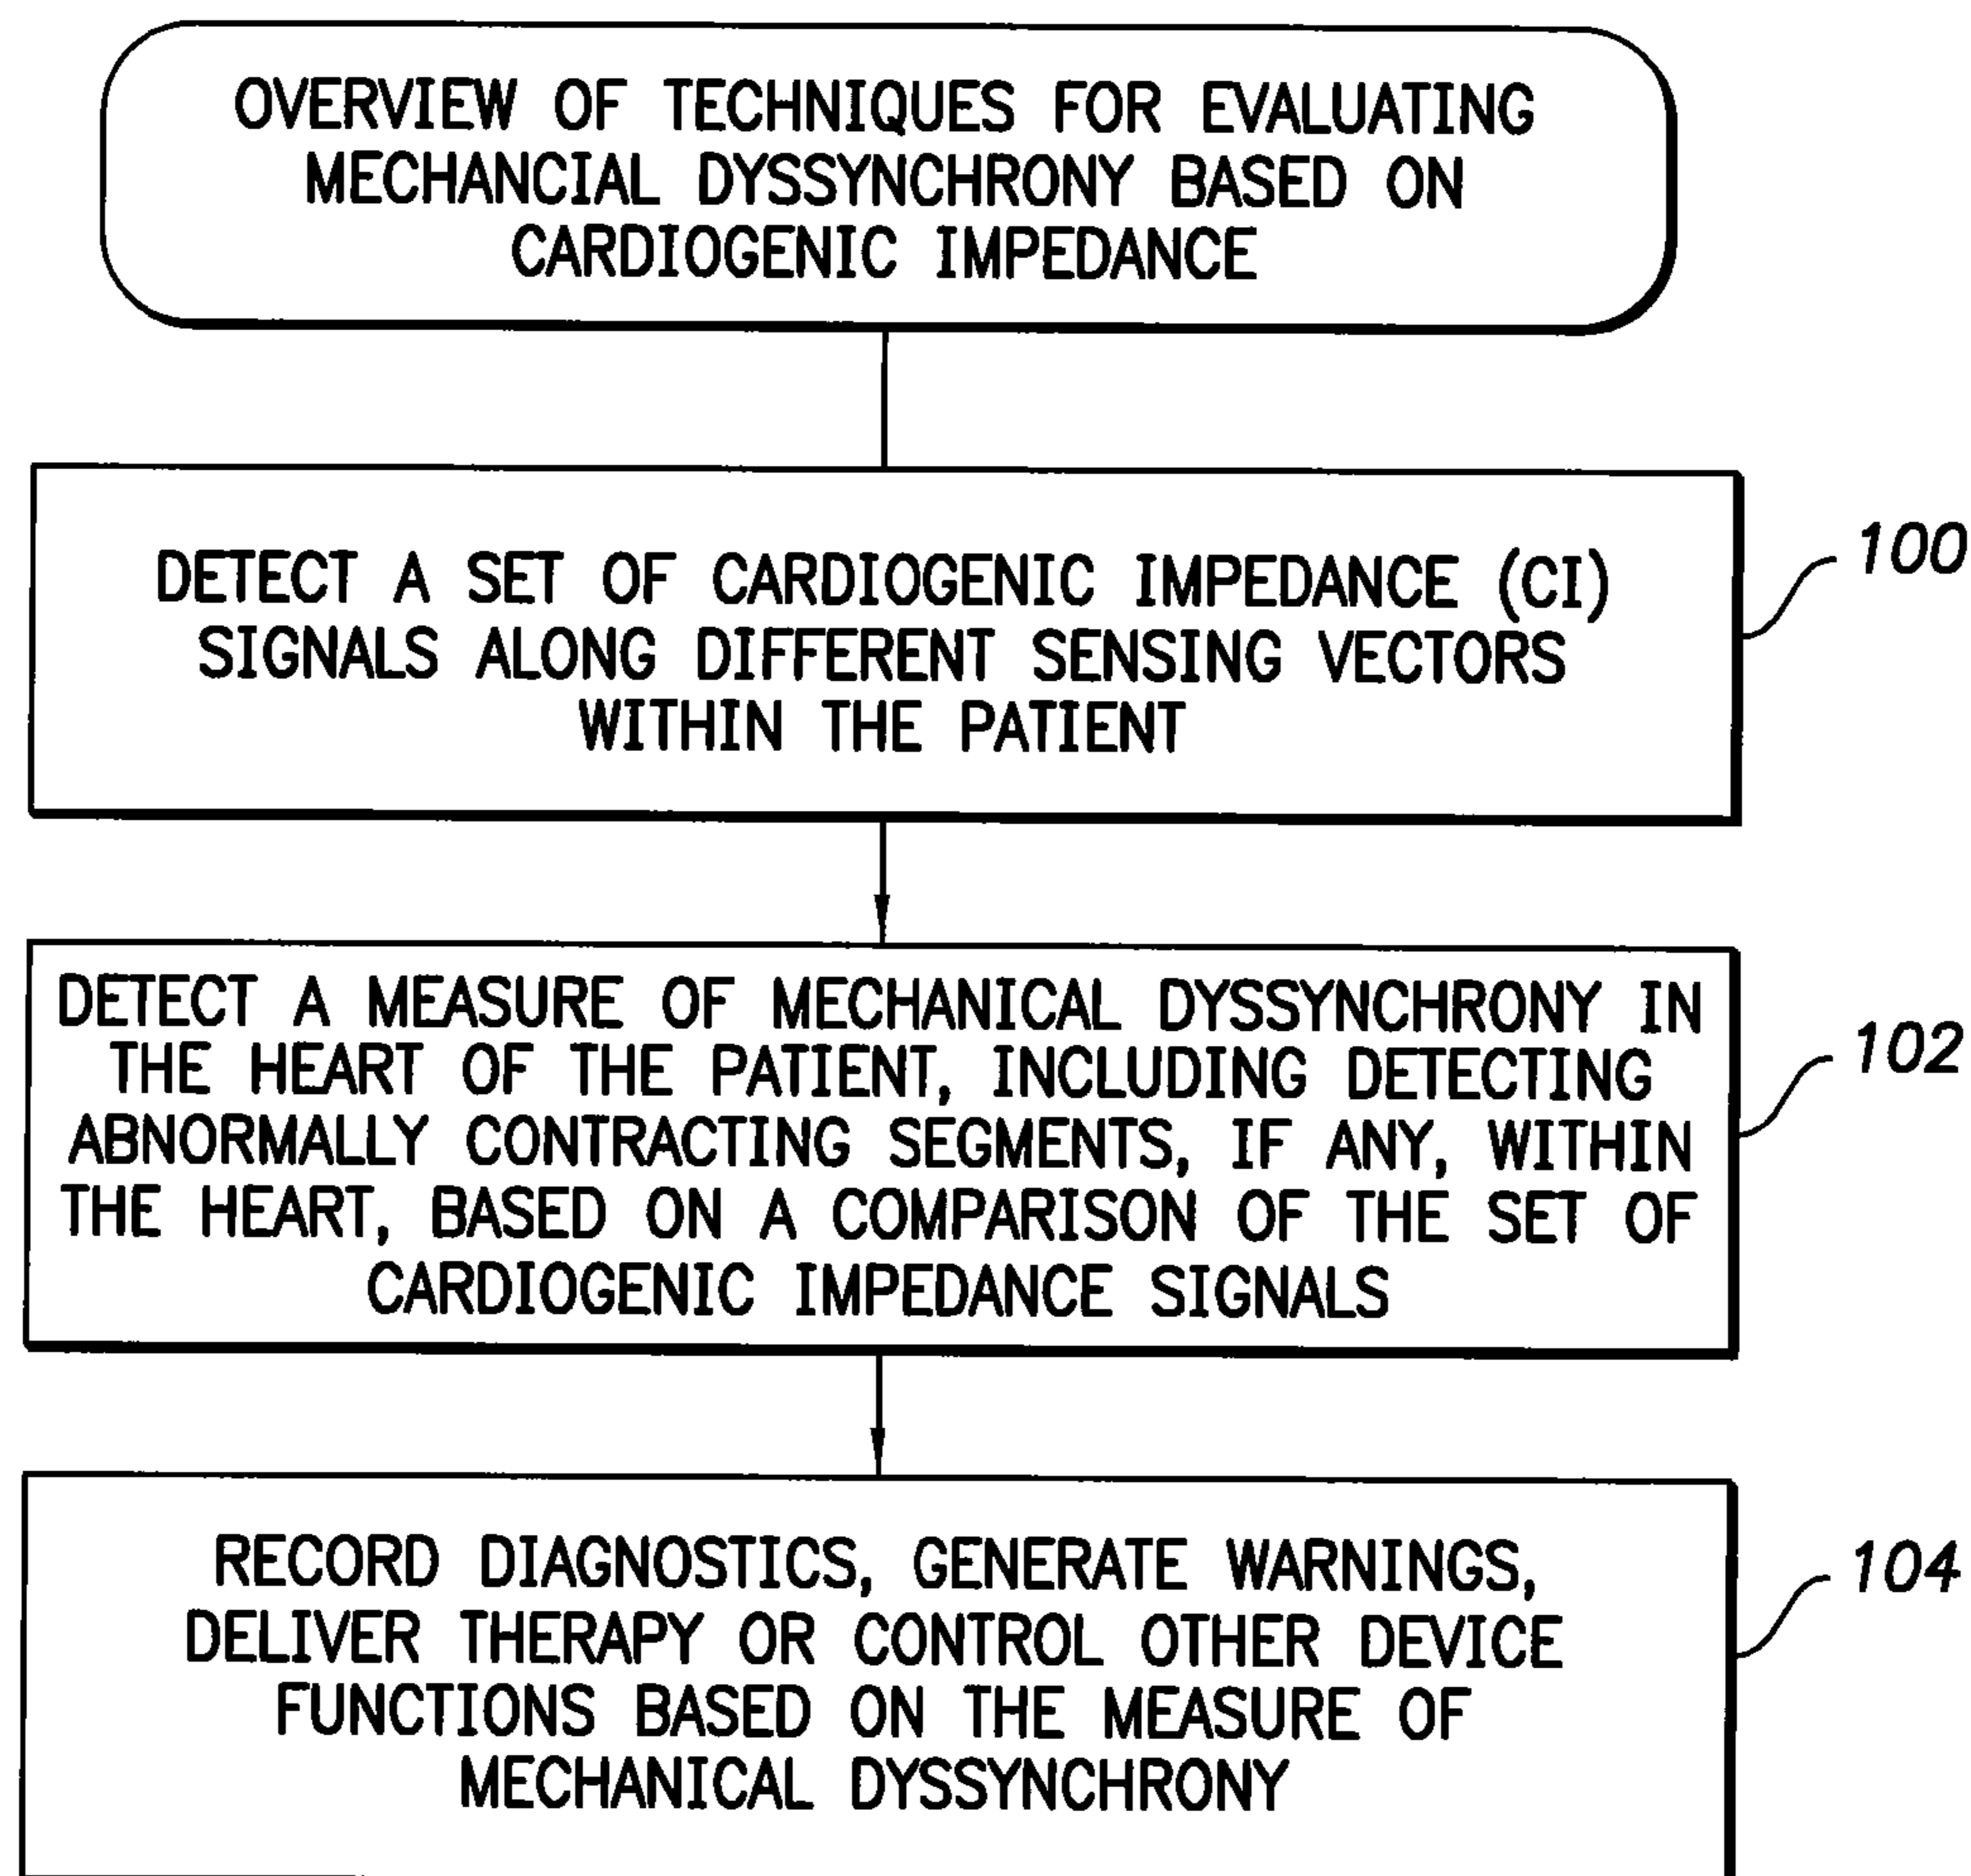 OVERVIEW OF TECHNIQUES FOR EVALUATING
MECHANCIAL DYSSYNCHRONY BASED ON
CARDIOGENIC IMPEDANCE
DETECT A SET OF CARDIOGENIC IMPEDANCE (CI)
SIGNALS ALONG DIFFERENT SENSING VECTORS
WITHIN THE PATIENT
100
DETECT A MEASURE OF MECHANICAL DYSSYNCHRONY IN
THE HEART OF THE PATIENT, INCLUDING DETECTING
ABNORMALLY CONTRACTING SEGMENTS, IF ANY, WITHIN
THE HEART, BASED ON A COMPARISON OF THE SET OF
CARDIOGENIC IMPEDANCE SIGNALS
102
RECORD DIAGNOSTICS, GENERATE WARNINGS,
DELIVER THERAPY OR CONTROL OTHER DEVICE
FUNCTIONS BASED ON THE MEASURE OF
MECHANICAL DYSSYNCHRONY
104